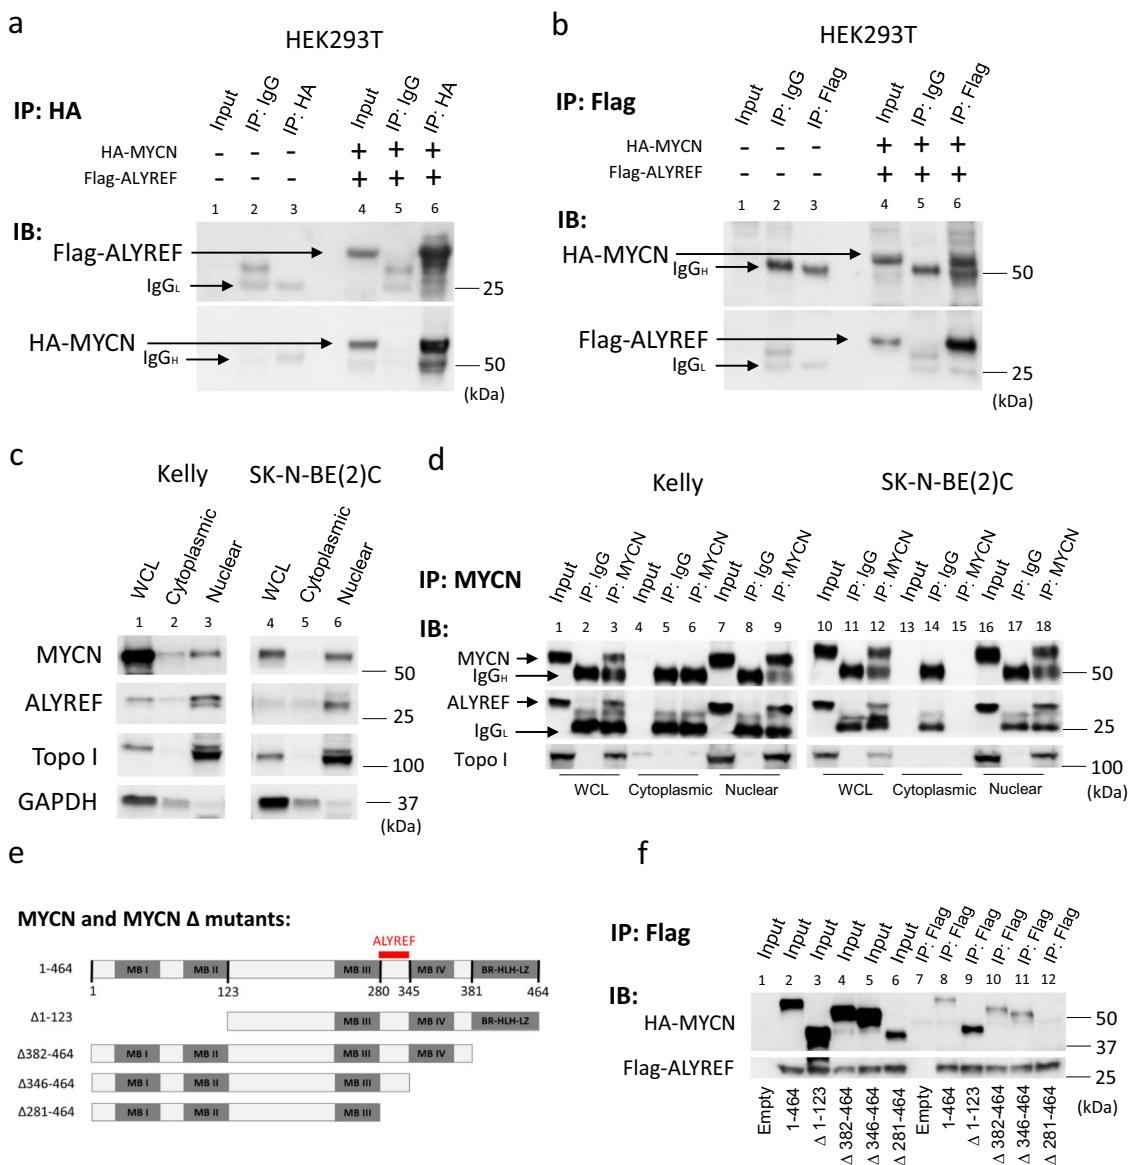 a
HEK293T
IP: HA
Input
IP: IgG
IP: HA
Input
IP: IgG
IP: HA
HA-MYCN - - - + + +
Flag-ALYREF - - - + + +
1 2 3 4 5 6
IB:
Flag-ALYREF
IgGL
25
HA-MYCN
IgGH
50
(kDa)
b
HEK293T
IP: Flag
Input
IP: IgG
IP: Flag
Input
IP: IgG
IP: Flag
HA-MYCN - - - + + +
Flag-ALYREF - - - + + +
1 2 3 4 5 6
IB:
HA-MYCN
IgGH
50
Flag-ALYREF
IgGL
25
(kDa)
c
Kelly SK-N-BE(2)C
WCL
Cytoplasmic
Nuclear
WCL
Cytoplasmic
Nuclear
1 2 3 4 5 6
MYCN
50
ALYREF
25
Topo I
100
GAPDH
37
(kDa)
d
Kelly SK-N-BE(2)C
IP: MYCN
Input
IP: IgG
IP: MYCN
Input
IP: IgG
IP: MYCN
Input
IP: IgG
IP: MYCN
Input
IP: IgG
IP: MYCN
Input
IP: IgG
IP: MYCN
Input
IP: IgG
IP: MYCN
IB:
1 2 3 4 5 6 7 8 9 10 11 12 13 14 15 16 17 18
MYCN
IgGH
50
ALYREF
IgGL
25
Topo I
100
WCL Cytoplasmic Nuclear WCL Cytoplasmic Nuclear
(kDa)
e
MYCN and MYCN Δ mutants:
ALYREF
1-464 MB I MB II MB III MB IV BR-HLH-LZ
1 123 280 345 381 464
Δ1-123 MB III MB IV BR-HLH-LZ
Δ382-464 MB I MB II MB III MB IV
Δ346-464 MB I MB II MB III
Δ281-464 MB I MB II MB III
f
IP: Flag
Input
Input
Input
Input
Input
Input
IP: Flag
IP: Flag
IP: Flag
IP: Flag
IP: Flag
IP: Flag
1 2 3 4 5 6 7 8 9 10 11 12
IB:
HA-MYCN
50
37
Flag-ALYREF
25
(kDa)
Empty
1-464
Δ 1-123
Δ 382-464
Δ 346-464
Δ 281-464
Empty
1-464
Δ 1-123
Δ 382-464
Δ 346-464
Δ 281-464